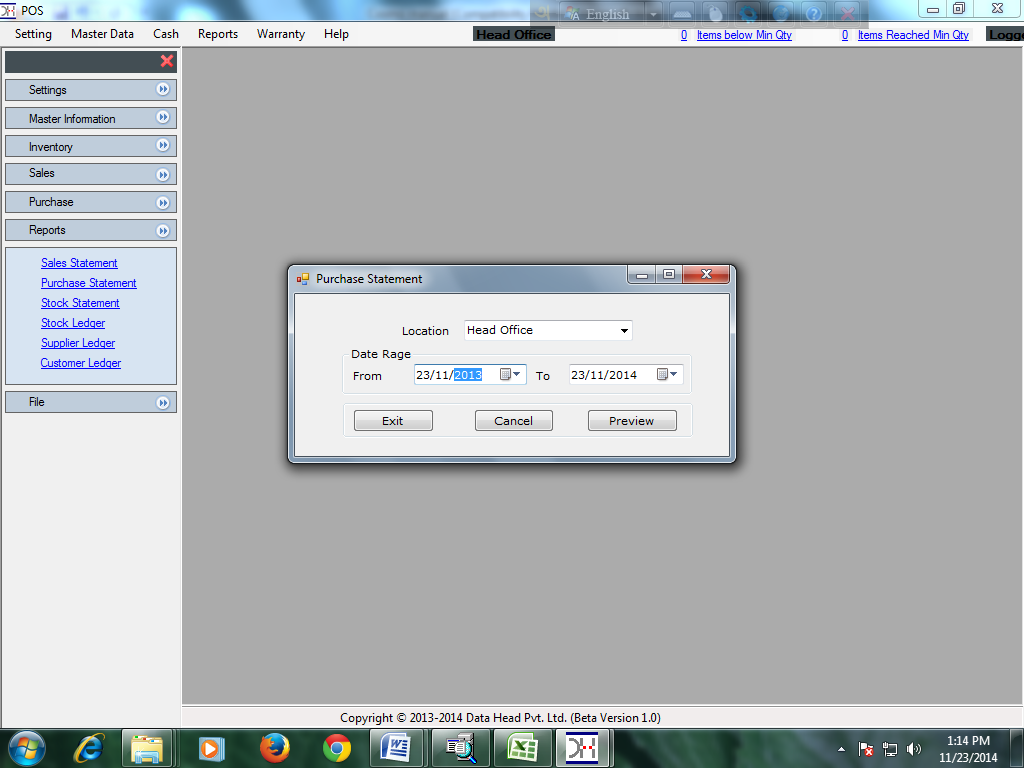 POS
English
Setting Master Data Cash Reports Warranty Help Head Office 0 Items below Min Qty 0 Items Reached Min Qty Logge
Settings
Master Information
Inventory
Sales
Purchase
Reports
Sales Statement
Purchase Statement
Stock Statement
Stock Ledger
Supplier Ledger
Customer Ledger
File
Purchase Statement
Location Head Office
Date Rage
From 23/11/2013 To 23/11/2014
Exit Cancel Preview
Copyright © 2013-2014 Data Head Pvt. Ltd. (Beta Version 1.0)
1:14 PM
11/23/2014